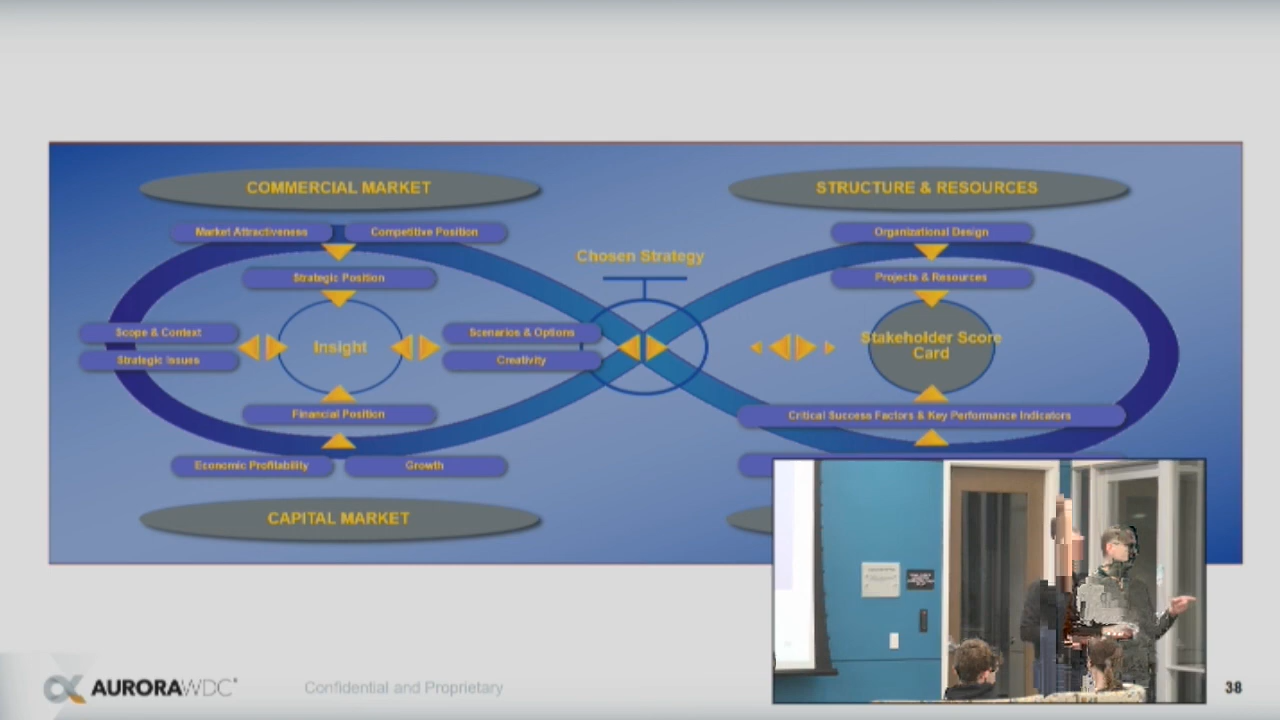 COMMERCIAL MARKET
STRUCTURE & RESOURCES
Market Attractiveness
Competitive Position
Organizational Design
Chosen Strategy
Strategic Position
Projects & Resources
Scope & Context
Strategic Issues
Insight
Scenarios & Options
Creativity
Stakeholder Score
Card
Financial Position
Critical Success Factors & Key Performance Indicators
Economic Profitability
Growth
CAPITAL MARKET
AURORAWDC
Confidential and Proprietary
38